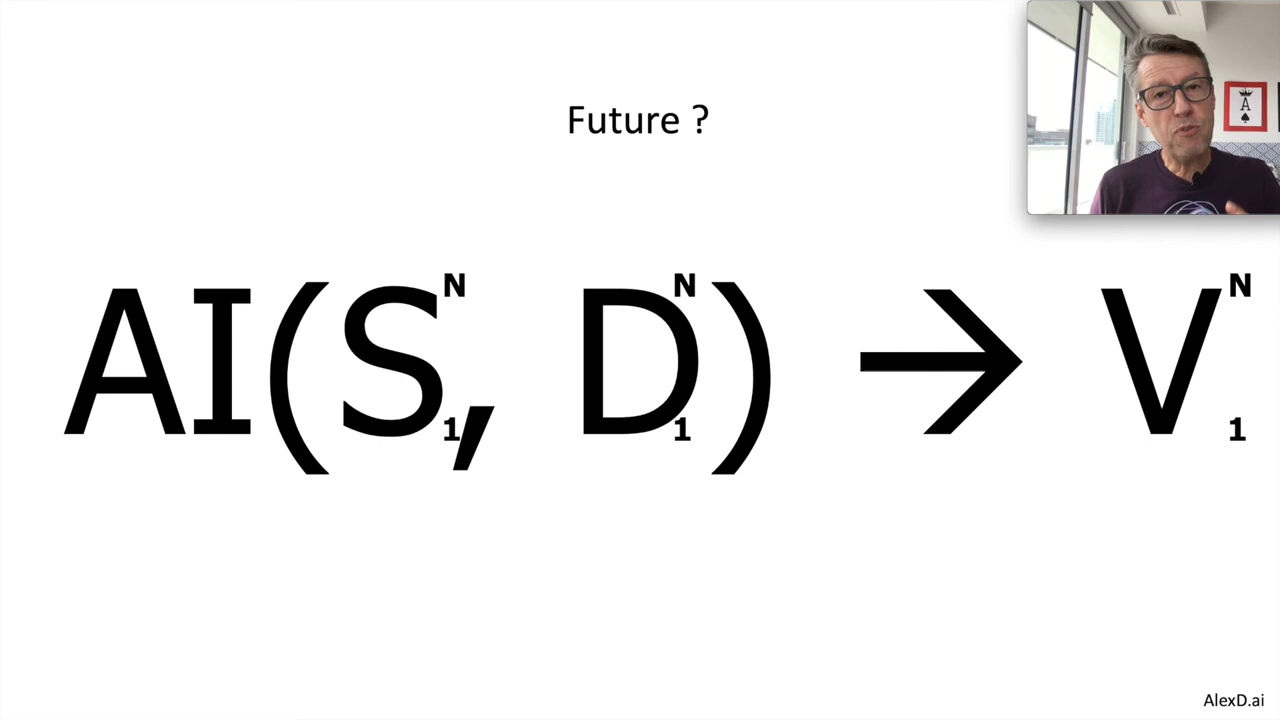 Future ?
A
AI(S₁ᴺ, D₁ᴺ) → V₁ᴺ
AlexD.ai